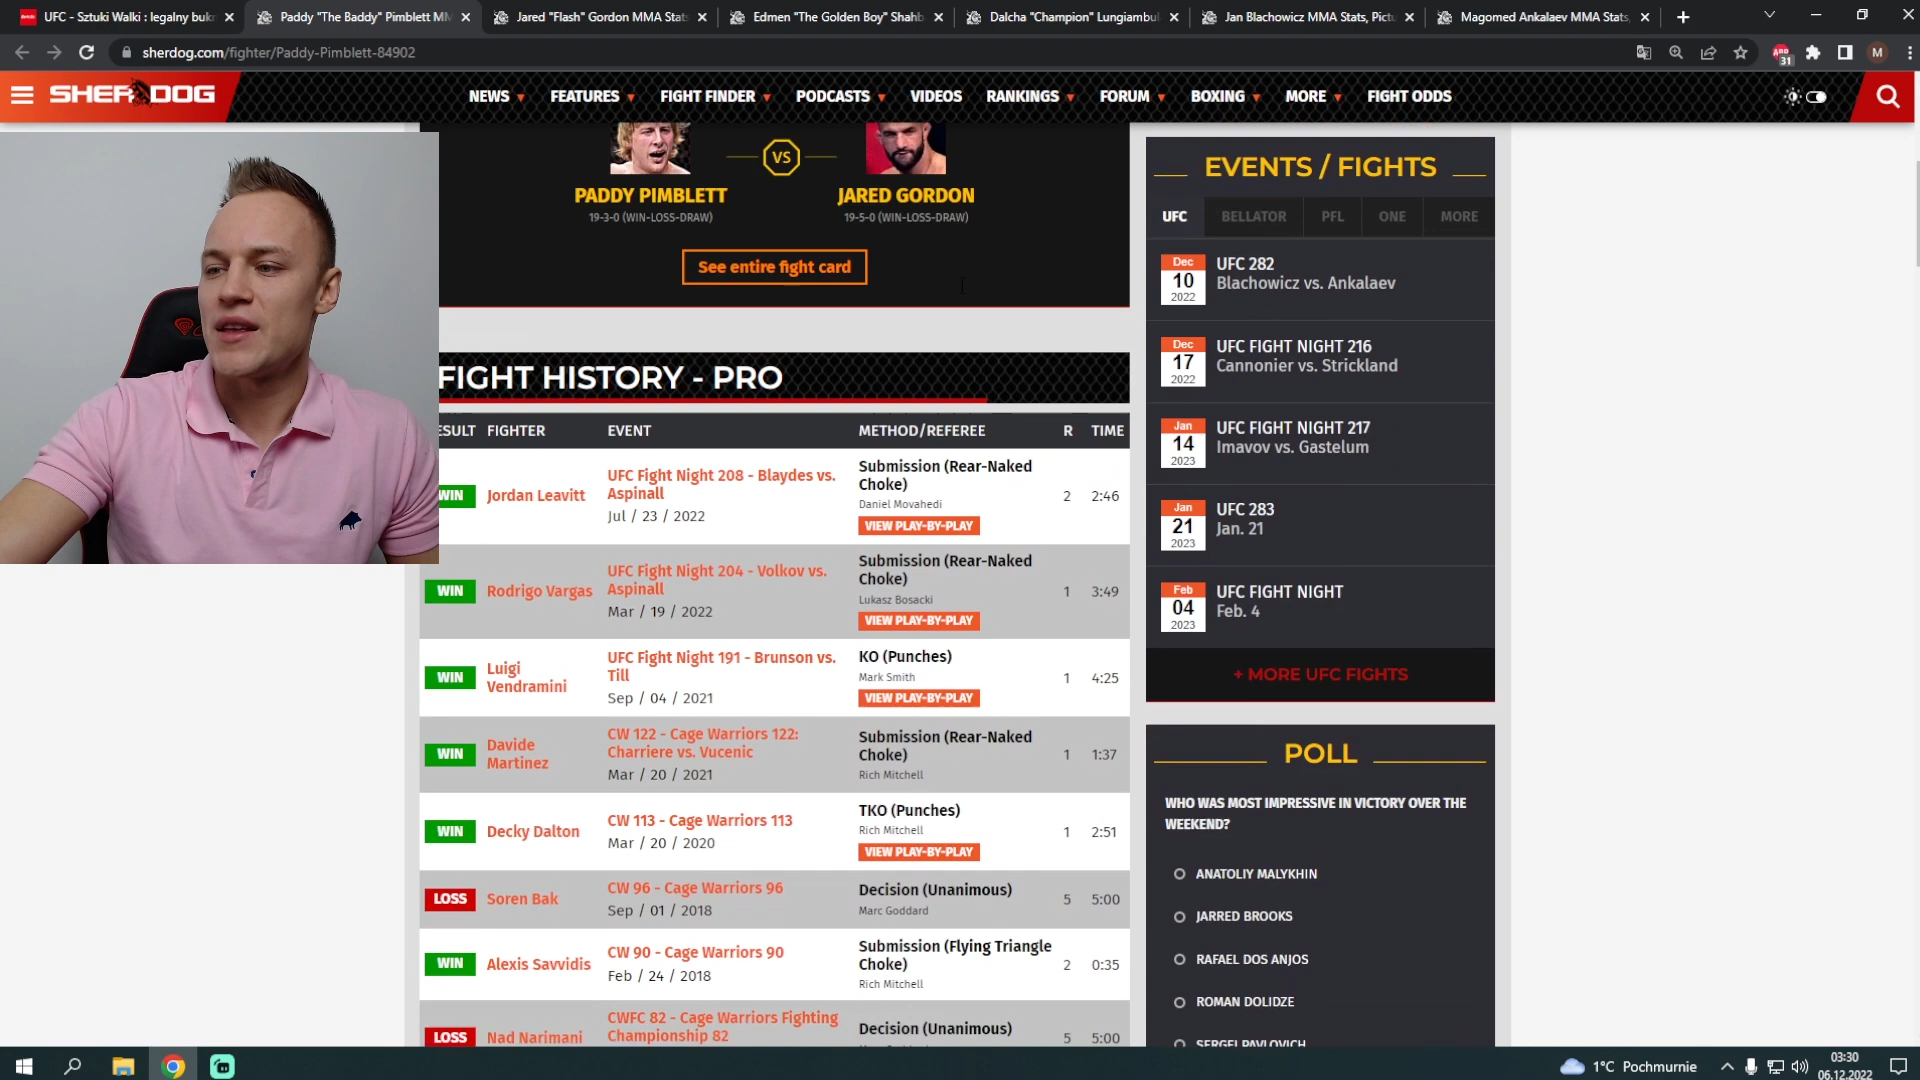 UFC - Sztuki Walki : legalny buk
Paddy "The Baddy" Pimblett MM
Jared "Flash" Gordon MMA Stats
Edmen "The Golden Boy" Shahb
Dalcha "Champion" Lungiambul
Jan Blachowicz MMA Stats, Pictu
Magomed Ankalaev MMA Stats,
sherdog.com/fighter/Paddy-Pimblett-84902
31
M
SHERDOG
NEWS
FEATURES
FIGHT FINDER
PODCASTS
VIDEOS
RANKINGS
FORUM
BOXING
MORE
FIGHT ODDS
VS
PADDY PIMBLETT
19-3-0 (WIN-LOSS-DRAW)
JARED GORDON
19-5-0 (WIN-LOSS-DRAW)
See entire fight card
FIGHT HISTORY - PRO
ESULT FIGHTER EVENT METHOD/REFEREE R TIME
WIN
Jordan Leavitt
UFC Fight Night 208 - Blaydes vs.
Aspinall
Jul / 23 / 2022
Submission (Rear-Naked
Choke)
Daniel Movahedi
VIEW PLAY-BY-PLAY
2 2:46
WIN
Rodrigo Vargas
UFC Fight Night 204 - Volkov vs.
Aspinall
Mar / 19 / 2022
Submission (Rear-Naked
Choke)
Lukasz Bosacki
VIEW PLAY-BY-PLAY
1 3:49
WIN
Luigi
Vendramini
UFC Fight Night 191 - Brunson vs.
Till
Sep / 04 / 2021
KO (Punches)
Mark Smith
VIEW PLAY-BY-PLAY
1 4:25
WIN
Davide
Martinez
CW 122 - Cage Warriors 122:
Charriere vs. Vucenic
Mar / 20 / 2021
Submission (Rear-Naked
Choke)
Rich Mitchell
1 1:37
WIN
Decky Dalton
CW 113 - Cage Warriors 113
Mar / 20 / 2020
TKO (Punches)
Rich Mitchell
VIEW PLAY-BY-PLAY
1 2:51
LOSS
Soren Bak
CW 96 - Cage Warriors 96
Sep / 01 / 2018
Decision (Unanimous)
Marc Goddard
5 5:00
WIN
Alexis Savvidis
CW 90 - Cage Warriors 90
Feb / 24 / 2018
Submission (Flying Triangle
Choke)
Rich Mitchell
2 0:35
LOSS
Nad Narimani
CWFC 82 - Cage Warriors Fighting
Championship 82
Decision (Unanimous)
5 5:00
EVENTS / FIGHTS
UFC BELLATOR PFL ONE MORE
Dec
10
2022
UFC 282
Blachowicz vs. Ankalaev
Dec
17
2022
UFC FIGHT NIGHT 216
Cannonier vs. Strickland
Jan
14
2023
UFC FIGHT NIGHT 217
Imavov vs. Gastelum
Jan
21
2023
UFC 283
Jan. 21
Feb
04
2023
UFC FIGHT NIGHT
Feb. 4
+ MORE UFC FIGHTS
POLL
WHO WAS MOST IMPRESSIVE IN VICTORY OVER THE
WEEKEND?
ANATOLIY MALYKHIN
JARRED BROOKS
RAFAEL DOS ANJOS
ROMAN DOLIDZE
SERGEI PAVLOVICH
1°C Pochmurnie
03:30
06.12.2022